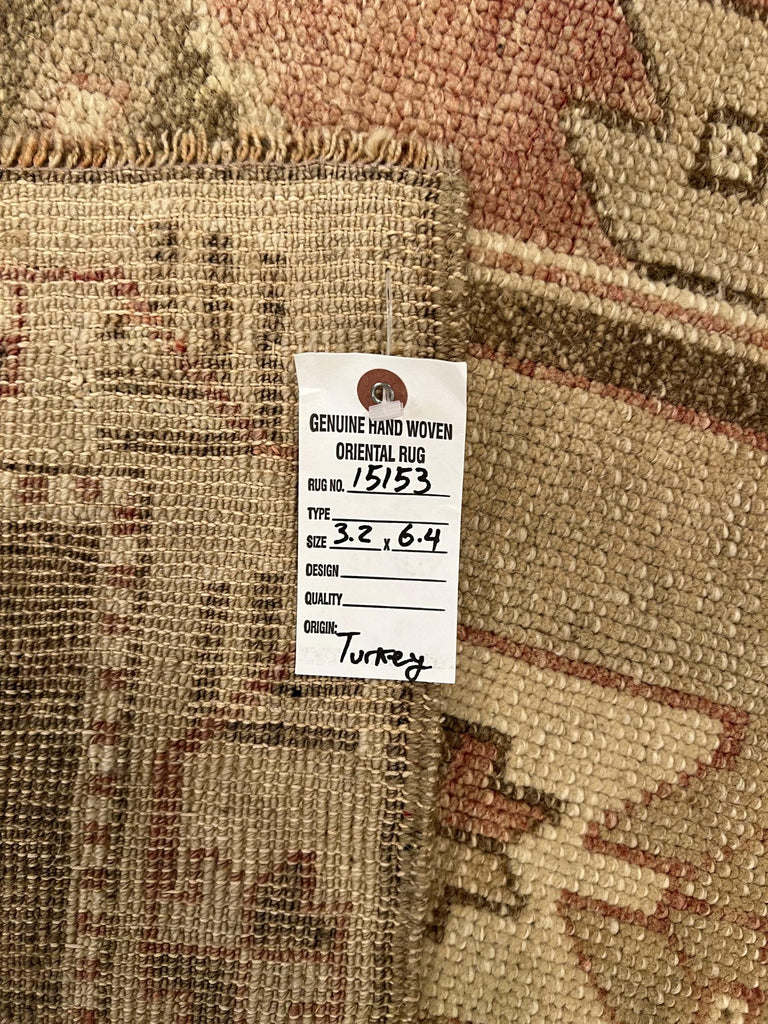 GENUINE HAND WOVEN
ORIENTAL RUG
RUG NO. 15153
TYPE
SIZE 3.2 x 6.4
DESIGN
QUALITY
ORIGIN:
Turkey